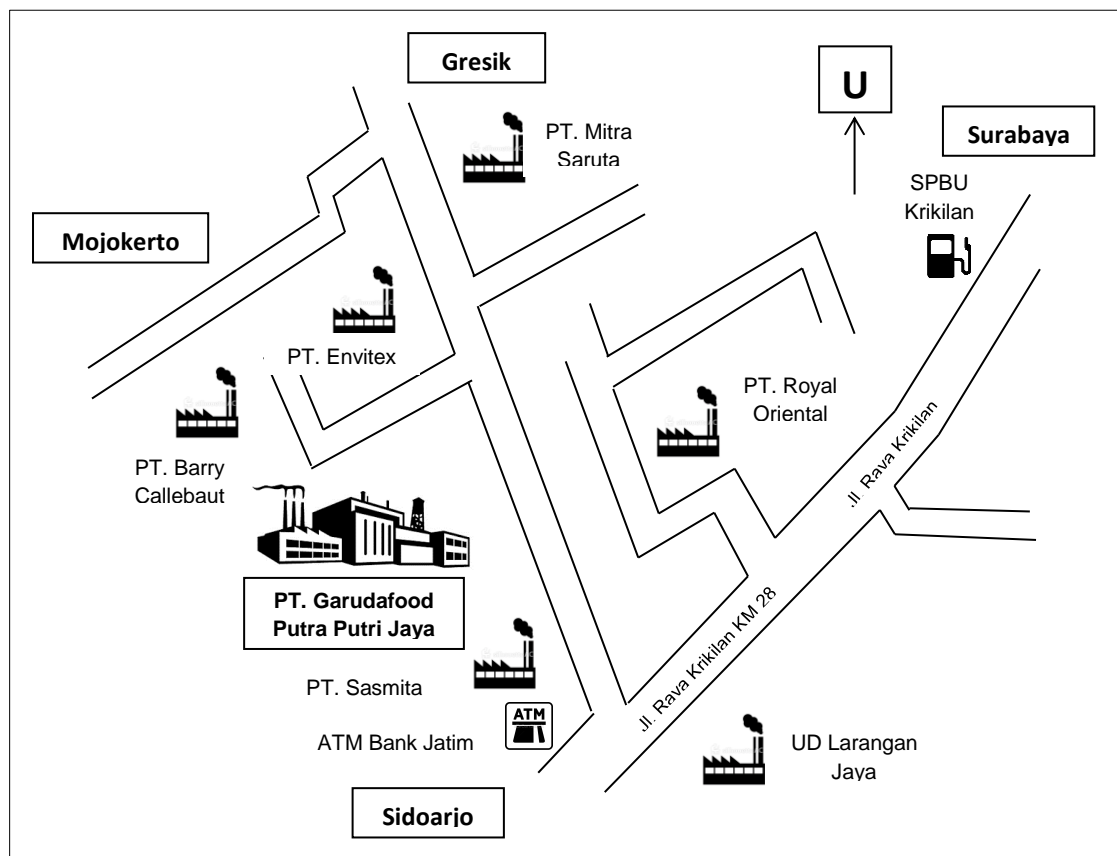 Gresik
U
PT. Mitra
Saruta
Surabaya
SPBU
Krikilan
Mojokerto
PT. Envitex
PT. Royal
Oriental
Jl. Raya Krikilan
PT. Barry
Callebaut
PT. Garudafood
Putra Putri Jaya
Jl. Raya Krikilan KM 28
PT. Sasmita
ATM
ATM Bank Jatim
UD Larangan
Jaya
Sidoarjo